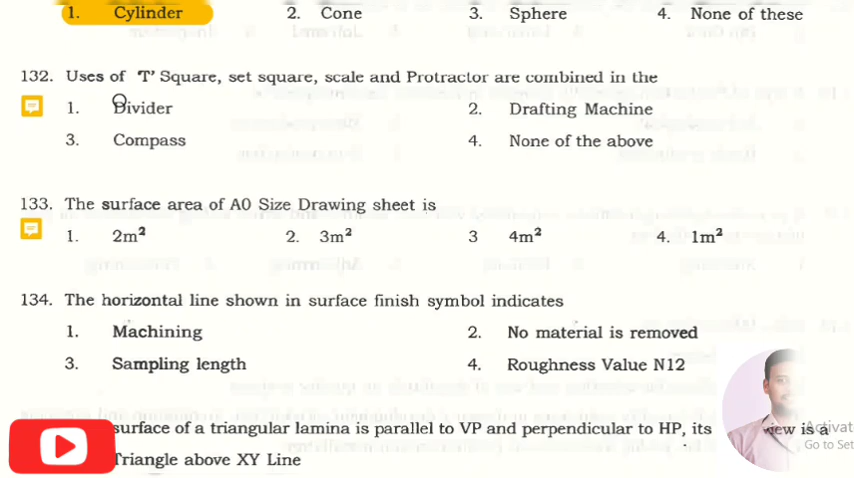 1. Cylinder 2. Cone 3. Sphere 4. None of these
132. Uses of 'T' Square, set square, scale and Protractor are combined in the
1. Divider 2. Drafting Machine
3. Compass 4. None of the above
133. The surface area of A0 Size Drawing sheet is
1. 2m² 2. 3m² 3 4m² 4. 1m²
134. The horizontal line shown in surface finish symbol indicates
1. Machining 2. No material is removed
3. Sampling length 4. Roughness Value N12
surface of a triangular lamina is parallel to VP and perpendicular to HP, its view is a
Triangle above XY Line
Activat
Go to Set